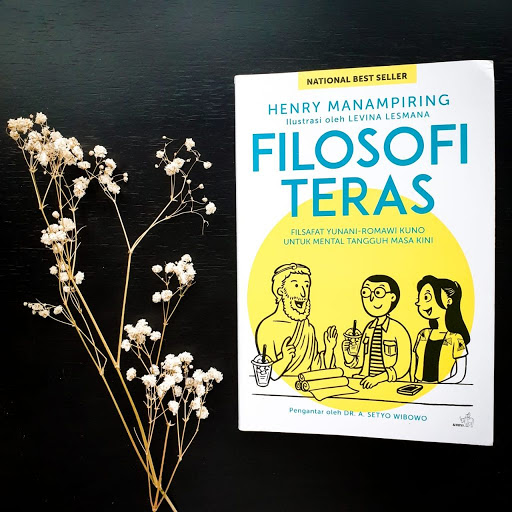 NATIONAL BEST SELLER
HENRY MANAMPIRING
Ilustrasi oleh LEVINA LESMANA
FILOSOFI
TERAS
FILSAFAT YUNANI-ROMAWI KUNO
UNTUK MENTAL TANGGUH MASA KINI
Pengantar oleh DR. A. SETYO WIBOWO